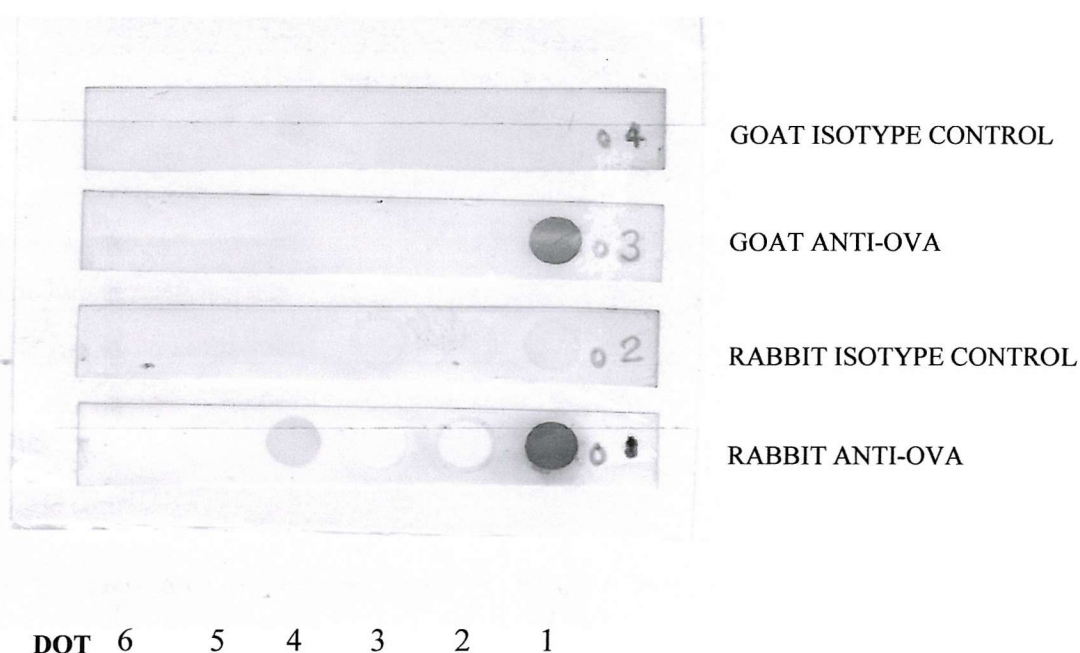 o 4 GOAT ISOTYPE CONTROL
o 3 GOAT ANTI-OVA
o 2 RABBIT ISOTYPE CONTROL
o RABBIT ANTI-OVA
DOT 6 5 4 3 2 1